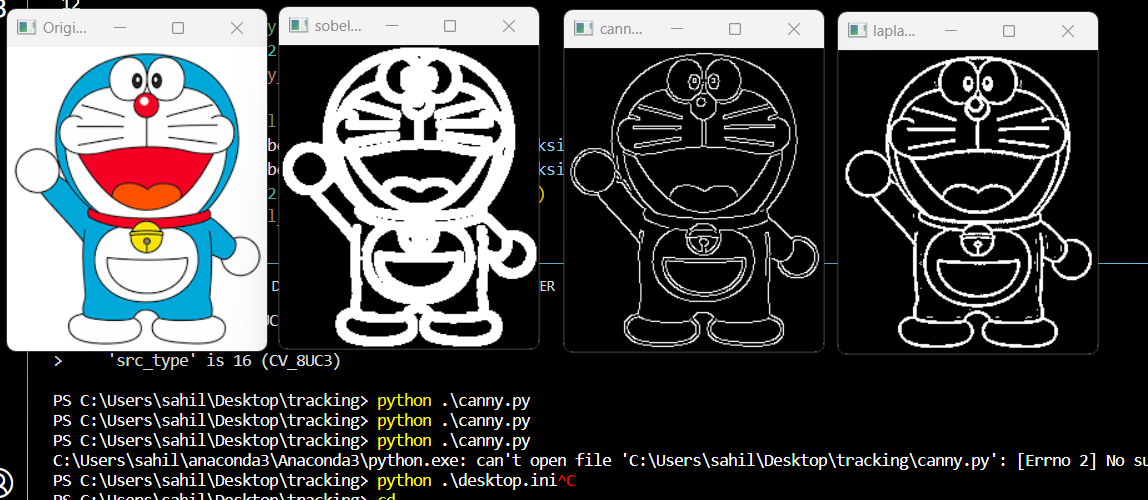 12
Origi...
sobel...
cann...
lapla...
ksi
ksi
)
ER
> 'src_type' is 16 (CV_8UC3)
PS C:\Users\sahil\Desktop\tracking> python .\canny.py
PS C:\Users\sahil\Desktop\tracking> python .\canny.py
PS C:\Users\sahil\Desktop\tracking> python .\canny.py
C:\Users\sahil\anaconda3\Anaconda3\python.exe: can't open file 'C:\Users\sahil\Desktop\tracking\canny.py': [Errno 2] No su
PS C:\Users\sahil\Desktop\tracking> python .\desktop.ini^C
PS C:\Users\sahil\Desktop\tracking> cd